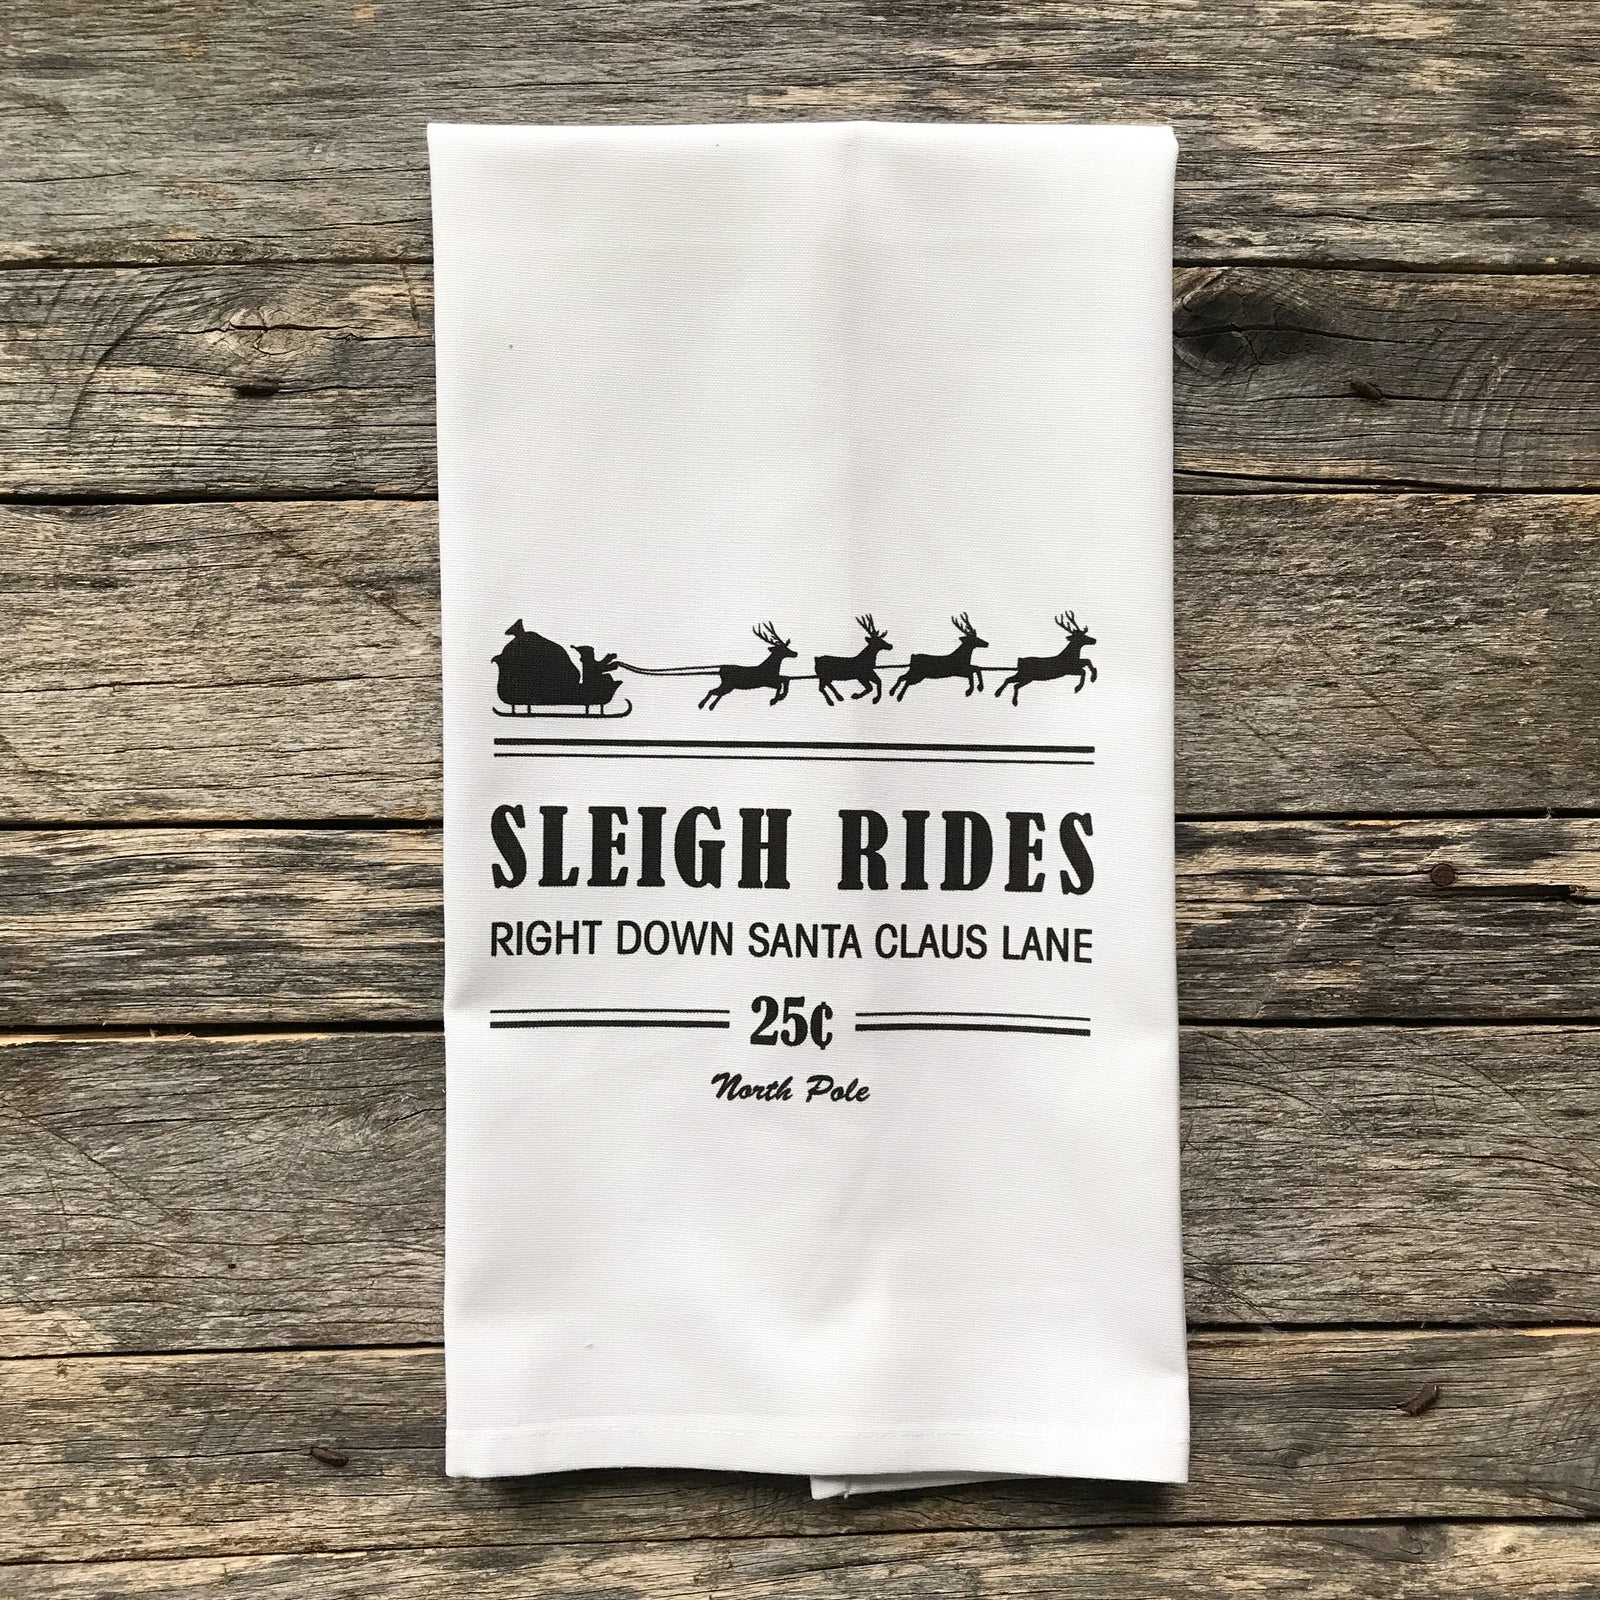 SLEIGH RIDES
RIGHT DOWN SANTA CLAUS LANE
25¢
North Pole